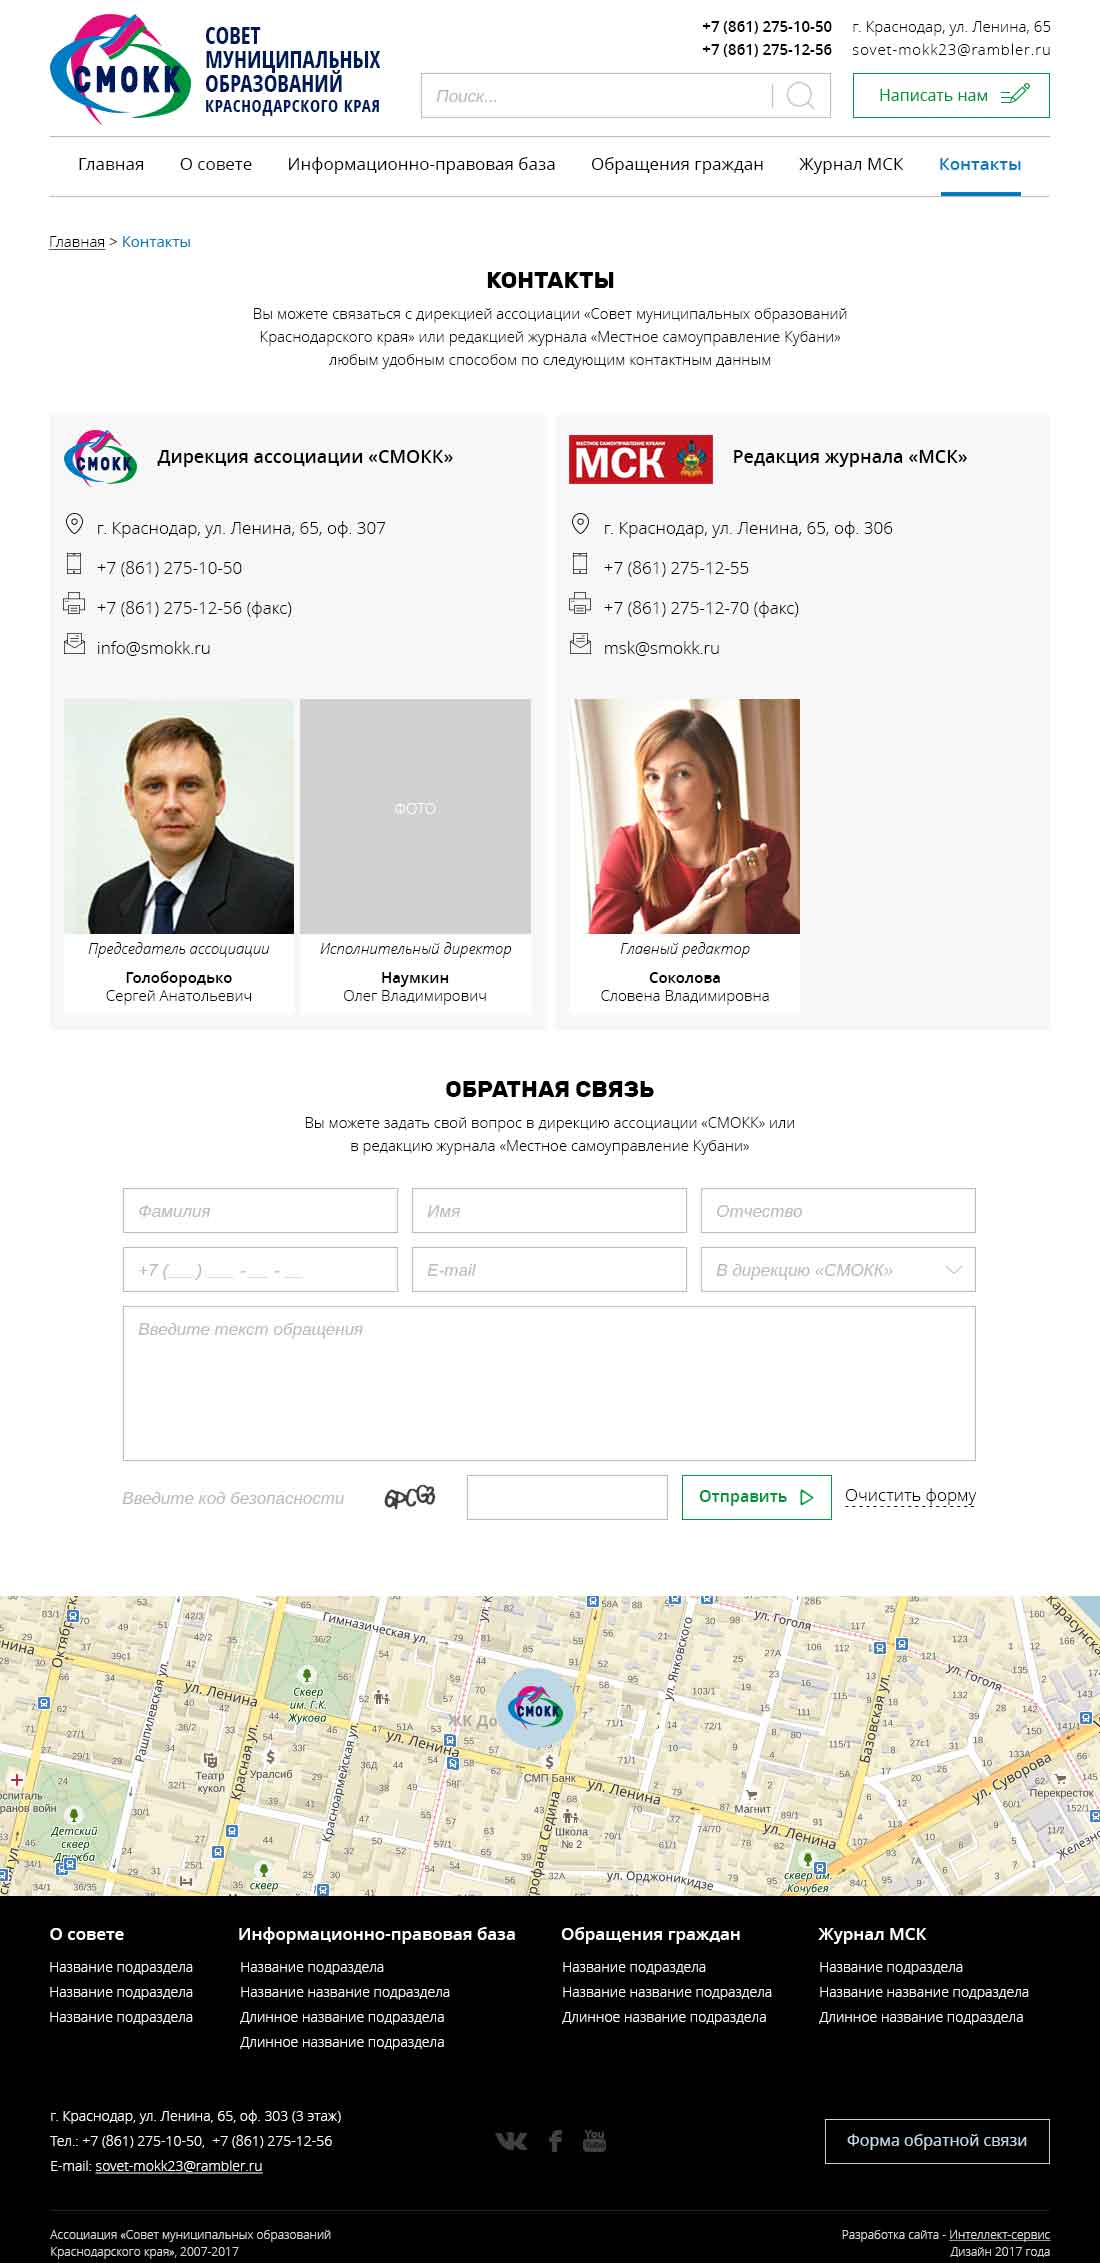 СМОКК
СОВЕТ
МУНИЦИПАЛЬНЫХ
ОБРАЗОВАНИЙ
КРАСНОДАРСКОГО КРАЯ
+7 (861) 275-10-50 г. Краснодар, ул. Ленина, 65
+7 (861) 275-12-56 sovet-mokk23@rambler.ru
Поиск...
Написать нам
Главная О совете Информационно-правовая база Обращения граждан Журнал МСК Контакты
Главная > Контакты
КОНТАКТЫ
Вы можете связаться с дирекцией ассоциации «Совет муниципальных образований
Краснодарского края» или редакцией журнала «Местное самоуправление Кубани»
любым удобным способом по следующим контактным данным
СМОКК
Дирекция ассоциации «СМОКК»
г. Краснодар, ул. Ленина, 65, оф. 307
+7 (861) 275-10-50
+7 (861) 275-12-56 (факс)
info@smokk.ru
ФОТО
Председатель ассоциации
Голобородько
Сергей Анатольевич
Исполнительный директор
Наумкин
Олег Владимирович
МЕСТНОЕ САМОУПРАВЛЕНИЕ КУБАНИ
МСК
Редакция журнала «МСК»
г. Краснодар, ул. Ленина, 65, оф. 306
+7 (861) 275-12-55
+7 (861) 275-12-70 (факс)
msk@smokk.ru
Главный редактор
Соколова
Словена Владимировна
ОБРАТНАЯ СВЯЗЬ
Вы можете задать свой вопрос в дирекцию ассоциации «СМОКК» или
в редакцию журнала «Местное самоуправление Кубани»
Фамилия Имя Отчество
+7 (___) ___ -__ - __ E-mail В дирекцию «СМОКК»
Введите текст обращения
Введите код безопасности
6PCG3
Отправить
Очистить форму
Гимназическая ул.
ул. Гоголя
ул. Гоголя
ул. Янковского
Рашпилевская ул.
ул. Ленина
Сквер
им. Г.К.
Жукова
Красная ул.
Красноармейская ул.
ул. Ленина
СМОКК
Базовская ул.
ул. Суворова
Театр
кукол
Уралсиб
СМП Банк
ул. Ленина
Магнит
Перекресток
Детский
сквер
Дружба
Школа
№ 2
ул. Ленина
сквер
ул. Орджоникидзе
сквер им.
Кочубея
О совете
Название подраздела
Название подраздела
Название подраздела
Информационно-правовая база
Название подраздела
Название название подраздела
Длинное название подраздела
Длинное название подраздела
Обращения граждан
Название подраздела
Название название подраздела
Длинное название подраздела
Журнал МСК
Название подраздела
Название название подраздела
Длинное название подраздела
г. Краснодар, ул. Ленина, 65, оф. 303 (3 этаж)
Тел.: +7 (861) 275-10-50, +7 (861) 275-12-56
E-mail: sovet-mokk23@rambler.ru
You
Tube
Форма обратной связи
Ассоциация «Совет муниципальных образований
Краснодарского края», 2007-2017
Разработка сайта - Интеллект-сервис
Дизайн 2017 года